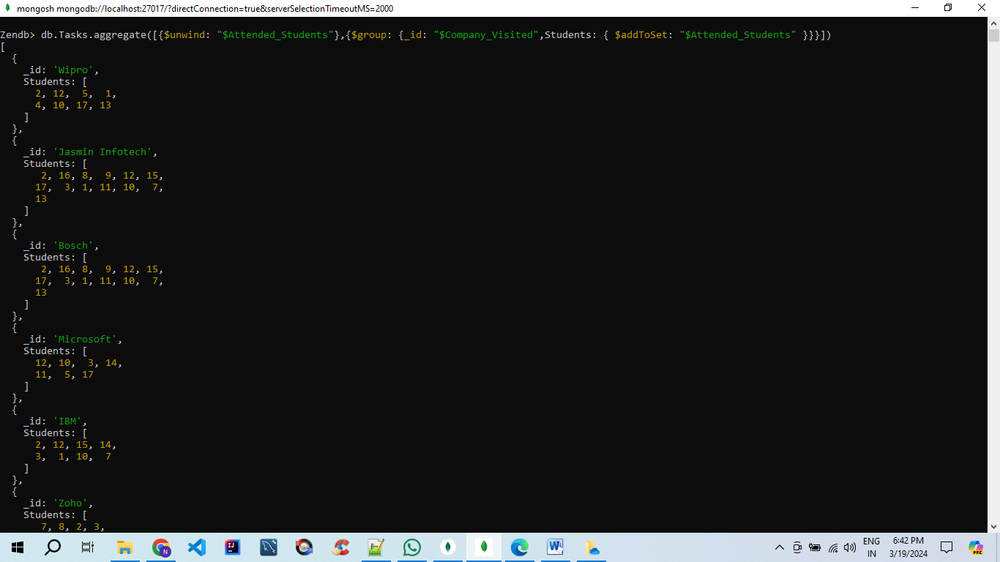 mongosh mongodb://localhost:27017/?directConnection=true&serverSelectionTimeoutMS=2000
Zendb> db.Tasks.aggregate([{$unwind: "$Attended_Students"},{$group: {_id: "$Company_Visited",Students: { $addToSet: "$Attended_Students" }}}])
[
  {
    _id: 'Wipro',
    Students: [
      2, 12,  5,  1,
      4, 10, 17, 13
    ]
  },
  {
    _id: 'Jasmin Infotech',
    Students: [
       2, 16, 8,  9, 12, 15,
      17,  3, 1, 11, 10,  7,
      13
    ]
  },
  {
    _id: 'Bosch',
    Students: [
       2, 16, 8,  9, 12, 15,
      17,  3, 1, 11, 10,  7,
      13
    ]
  },
  {
    _id: 'Microsoft',
    Students: [
      12, 10,  3, 14,
      11,  5, 17
    ]
  },
  {
    _id: 'IBM',
    Students: [
      2, 12, 15, 14,
      3,  1, 10,  7
    ]
  },
  {
    _id: 'Zoho',
    Students: [
       7, 8, 2, 3,
ENG
IN
6:42 PM
3/19/2024
N
IJ
W
PRE